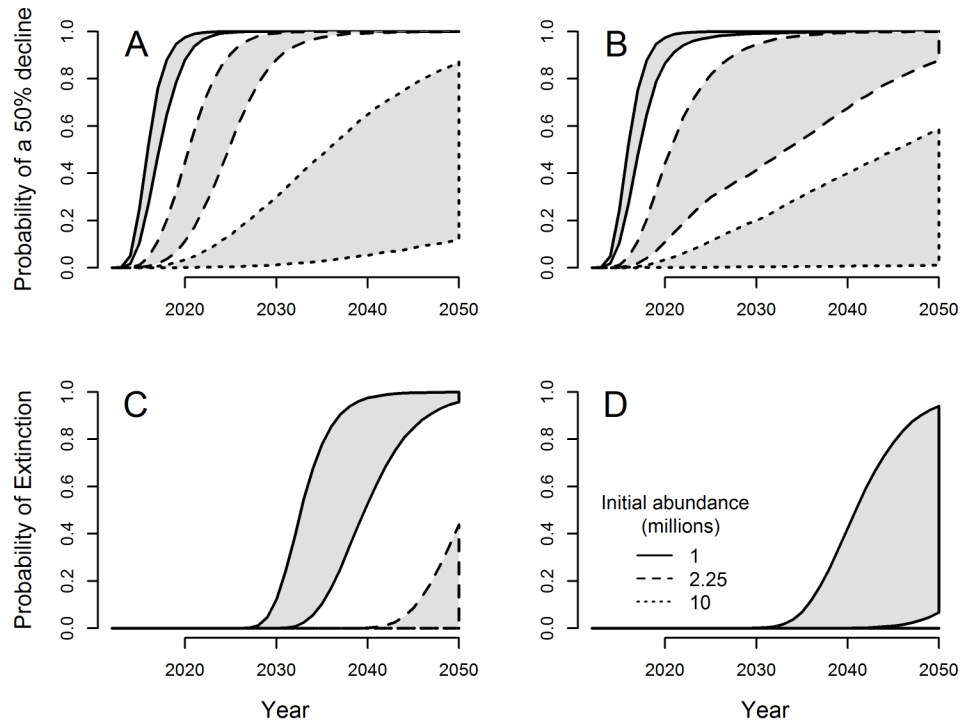 A
B
Probability of a 50% decline
0.0 0.2 0.4 0.6 0.8 1.0
0.0 0.2 0.4 0.6 0.8 1.0
2020 2030 2040 2050
2020 2030 2040 2050
C
D
Probability of Extinction
0.0 0.2 0.4 0.6 0.8 1.0
0.0 0.2 0.4 0.6 0.8 1.0
Initial abundance
(millions)
1
2.25
10
2020 2030 2040 2050
2020 2030 2040 2050
Year
Year